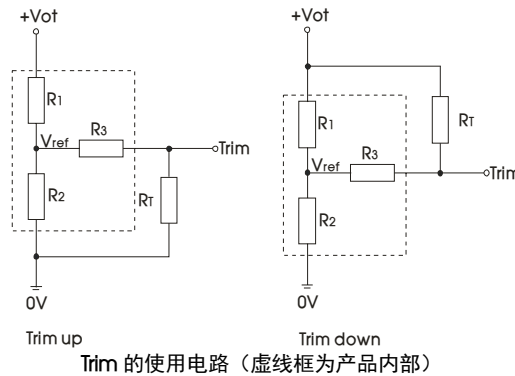 +Vot
R1
Vref
R3
Trim
R2
RT
0V
Trim up
+Vot
R1
RT
Vref
R3
Trim
R2
0V
Trim down
Trim 的使用电路（虚线框为产品内部）